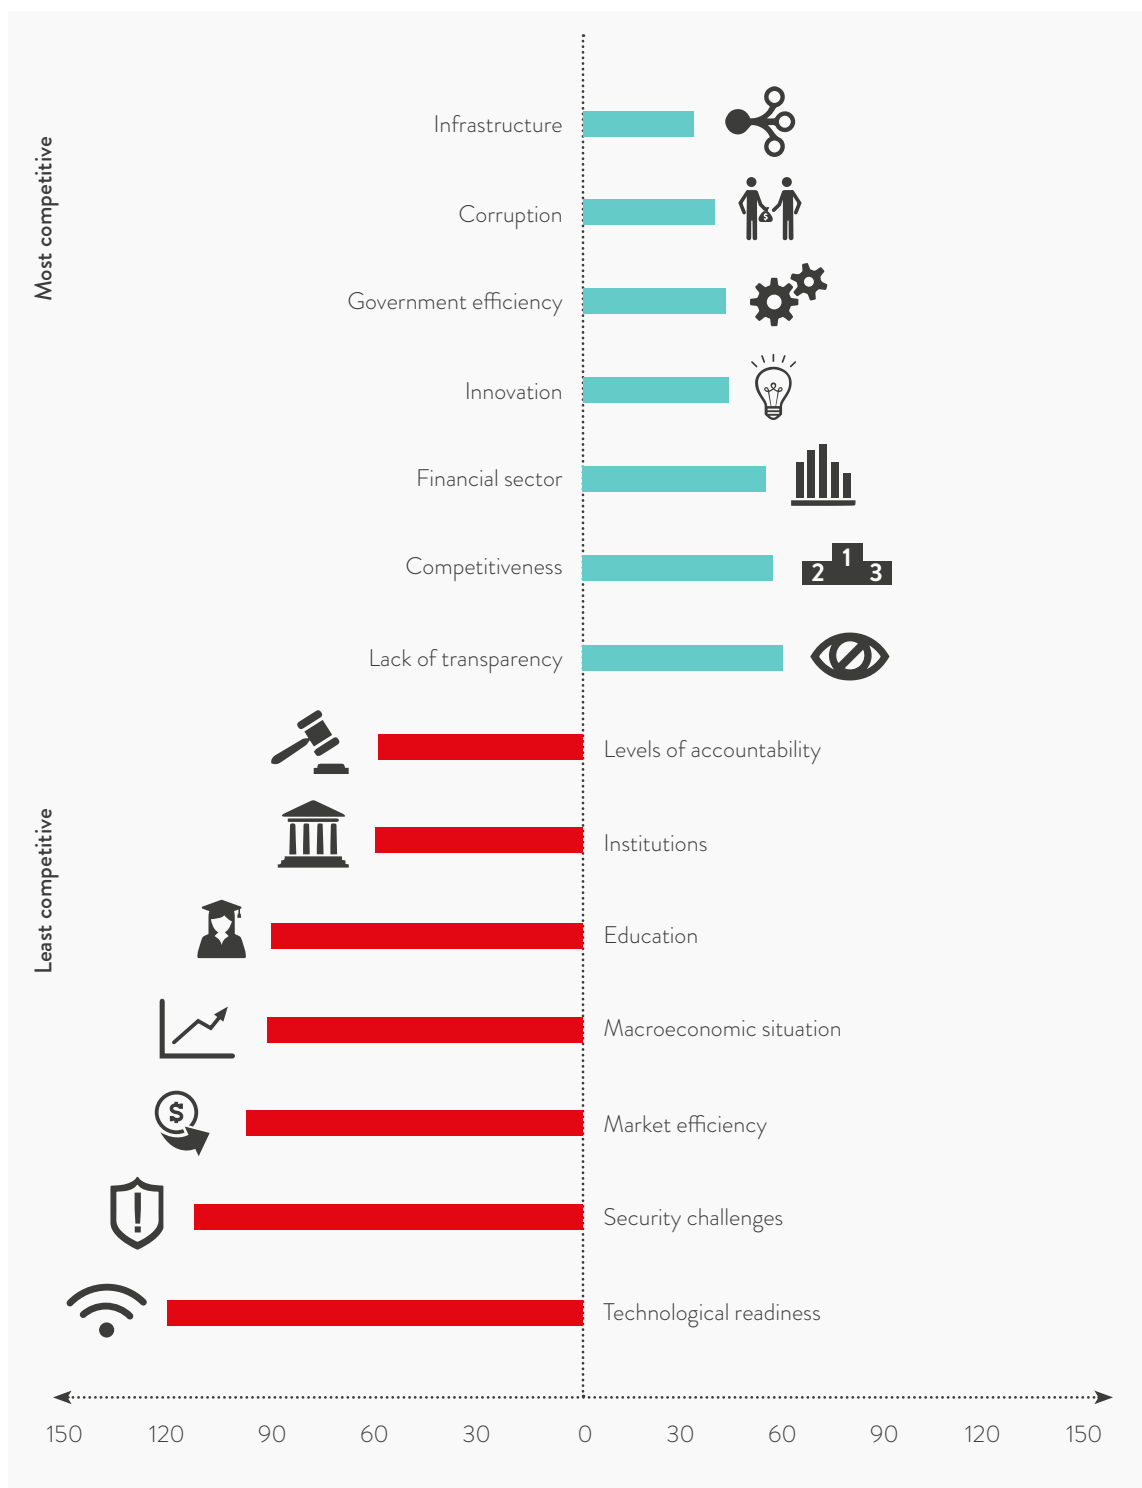 Most competitive
Infrastructure
Corruption
$
Government efficiency
Innovation
Financial sector
Competitiveness
2 1 3
Lack of transparency
Least competitive
Levels of accountability
Institutions
Education
Macroeconomic situation
$
Market efficiency
!
Security challenges
Technological readiness
150 120 90 60 30 0 30 60 90 120 150